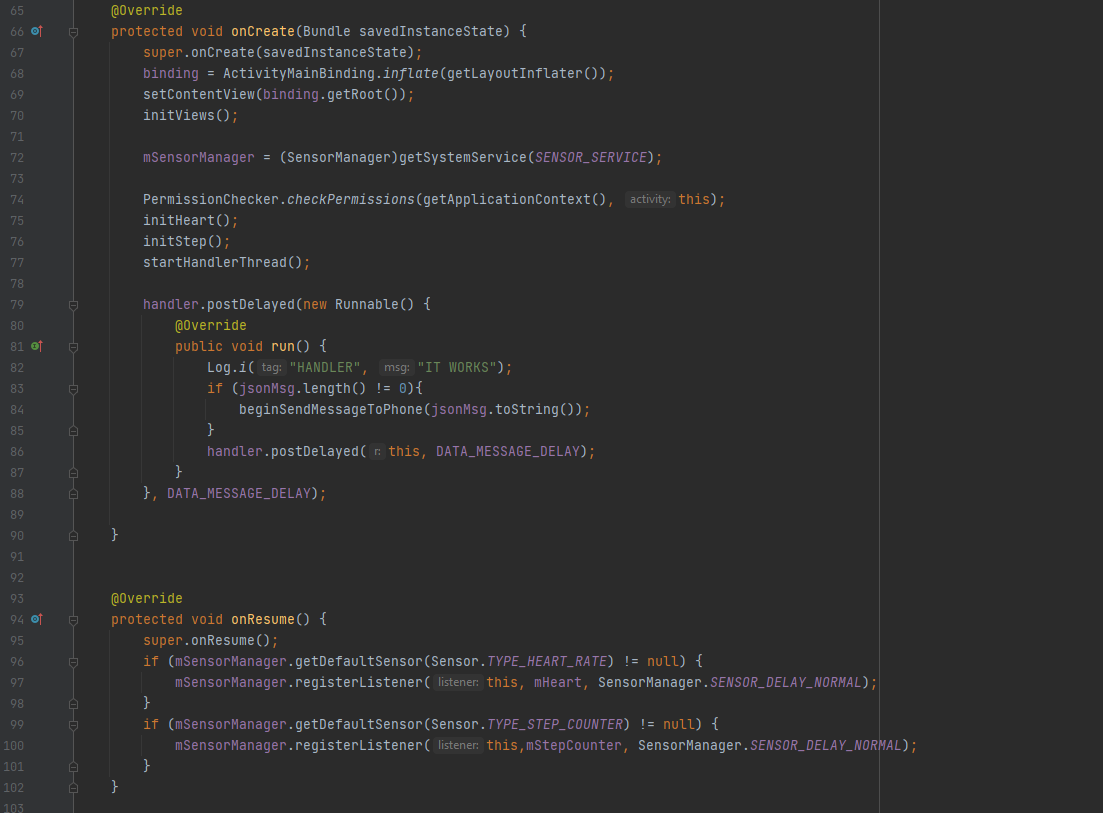 65 @Override
66 protected void onCreate(Bundle savedInstanceState) {
67 super.onCreate(savedInstanceState);
68 binding = ActivityMainBinding.inflate(getLayoutInflater());
69 setContentView(binding.getRoot());
70 initViews();
71
72 mSensorManager = (SensorManager)getSystemService(SENSOR_SERVICE);
73
74 PermissionChecker.checkPermissions(getApplicationContext(), activity: this);
75 initHeart();
76 initStep();
77 startHandlerThread();
78
79 handler.postDelayed(new Runnable() {
80 @Override
81 public void run() {
82 Log.i( tag: "HANDLER", msg: "IT WORKS");
83 if (jsonMsg.length() != 0){
84 beginSendMessageToPhone(jsonMsg.toString());
85 }
86 handler.postDelayed( r: this, DATA_MESSAGE_DELAY);
87 }
88 }, DATA_MESSAGE_DELAY);
89
90 }
91
92
93 @Override
94 protected void onResume() {
95 super.onResume();
96 if (mSensorManager.getDefaultSensor(Sensor.TYPE_HEART_RATE) != null) {
97 mSensorManager.registerListener( listener: this, mHeart, SensorManager.SENSOR_DELAY_NORMAL);
98 }
99 if (mSensorManager.getDefaultSensor(Sensor.TYPE_STEP_COUNTER) != null) {
100 mSensorManager.registerListener( listener: this,mStepCounter, SensorManager.SENSOR_DELAY_NORMAL);
101 }
102 }
103